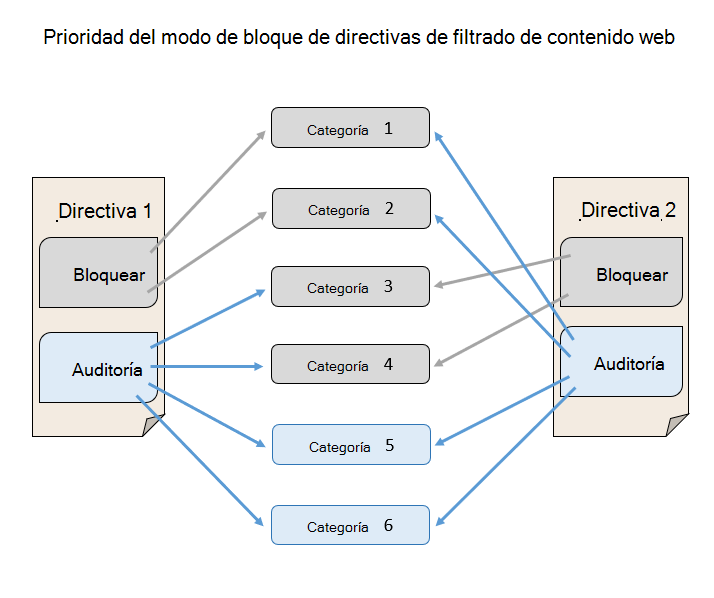 Prioridad del modo de bloque de directivas de filtrado de contenido web
Directiva 1
Bloquear
Auditoría
Categoría 1
Categoría 2
Categoría 3
Categoría 4
Categoría 5
Categoría 6
Directiva 2
Bloquear
Auditoría